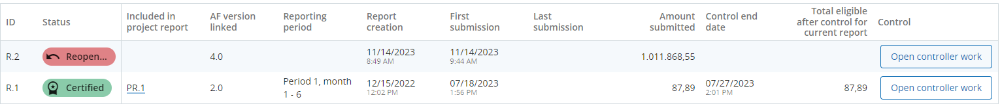 ID Status Included in project report AF version linked Reporting period Report creation First submission Last submission Amount submitted Control end date Total eligible after control for current report Control
R.2 Reopen... 4.0 11/14/2023 8:49 AM 11/14/2023 9:44 AM 1.011.868,55 Open controller work
R.1 Certified PR.1 2.0 Period 1, month 1 - 6 12/15/2022 12:02 PM 07/18/2023 1:56 PM 87,89 07/27/2023 2:01 PM 87,89 Open controller work